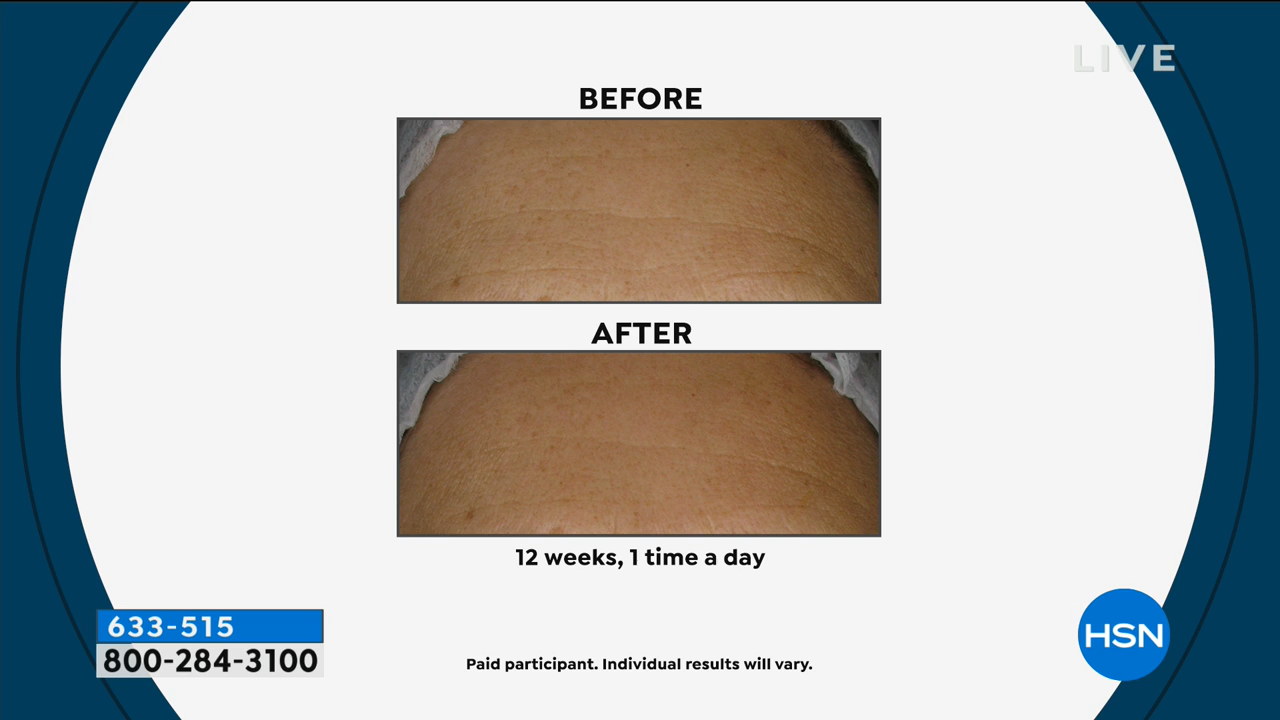 LIVE
BEFORE
AFTER
12 weeks, 1 time a day
633-515
800-284-3100
Paid participant. Individual results will vary.
HSN